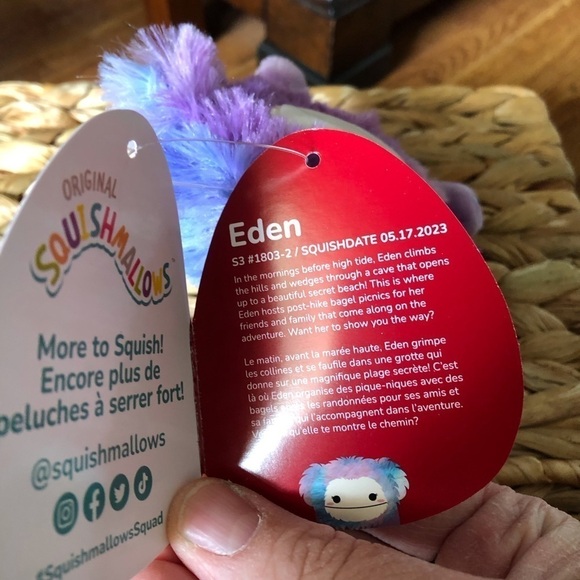 ORIGINAL
SQUISHMALLOWS
More to Squish!
Encore plus de
peluches à serrer fort!
@squishmallows
#SquishmallowsSquad
Eden
S3 #1803-2 / SQUISHDATE 05.17.2023
In the mornings before high tide, Eden climbs
the hills and wedges through a cave that opens
up to a beautiful secret beach! This is where
Eden hosts post-hike bagel picnics for her
friends and family that come along on the
adventure. Want her to show you the way?
Le matin, avant la marée haute, Eden grimpe
les collines et se faufile dans une grotte qui
donne sur une magnifique plage secrète! C'est
là où Eden organise des pique-niques avec des
bagels après les randonnées pour ses amis et
sa qui l'accompagnent dans l'aventure.
qu'elle te montre le chemin?